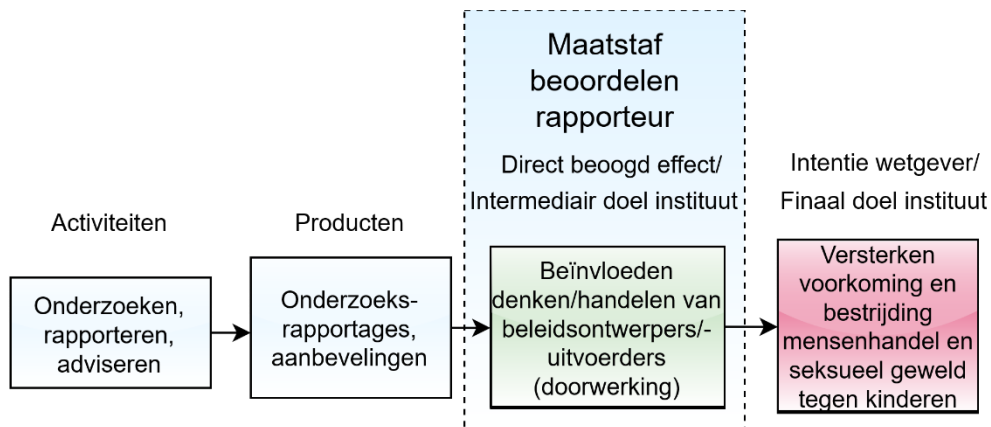 Activiteiten
Onderzoeken,
rapporteren,
adviseren
Producten
Onderzoeks-
rapportages,
aanbevelingen
Maatstaf
beoordelen
rapporteur
Direct beoogd effect/
Intermediair doel instituut
Beïnvloeden
denken/handelen van
beleidsontwerpers/-
uitvoerders
(doorwerking)
Intentie wetgever/
Finaal doel instituut
Versterken
voorkoming en
bestrijding
mensenhandel en
seksueel geweld
tegen kinderen